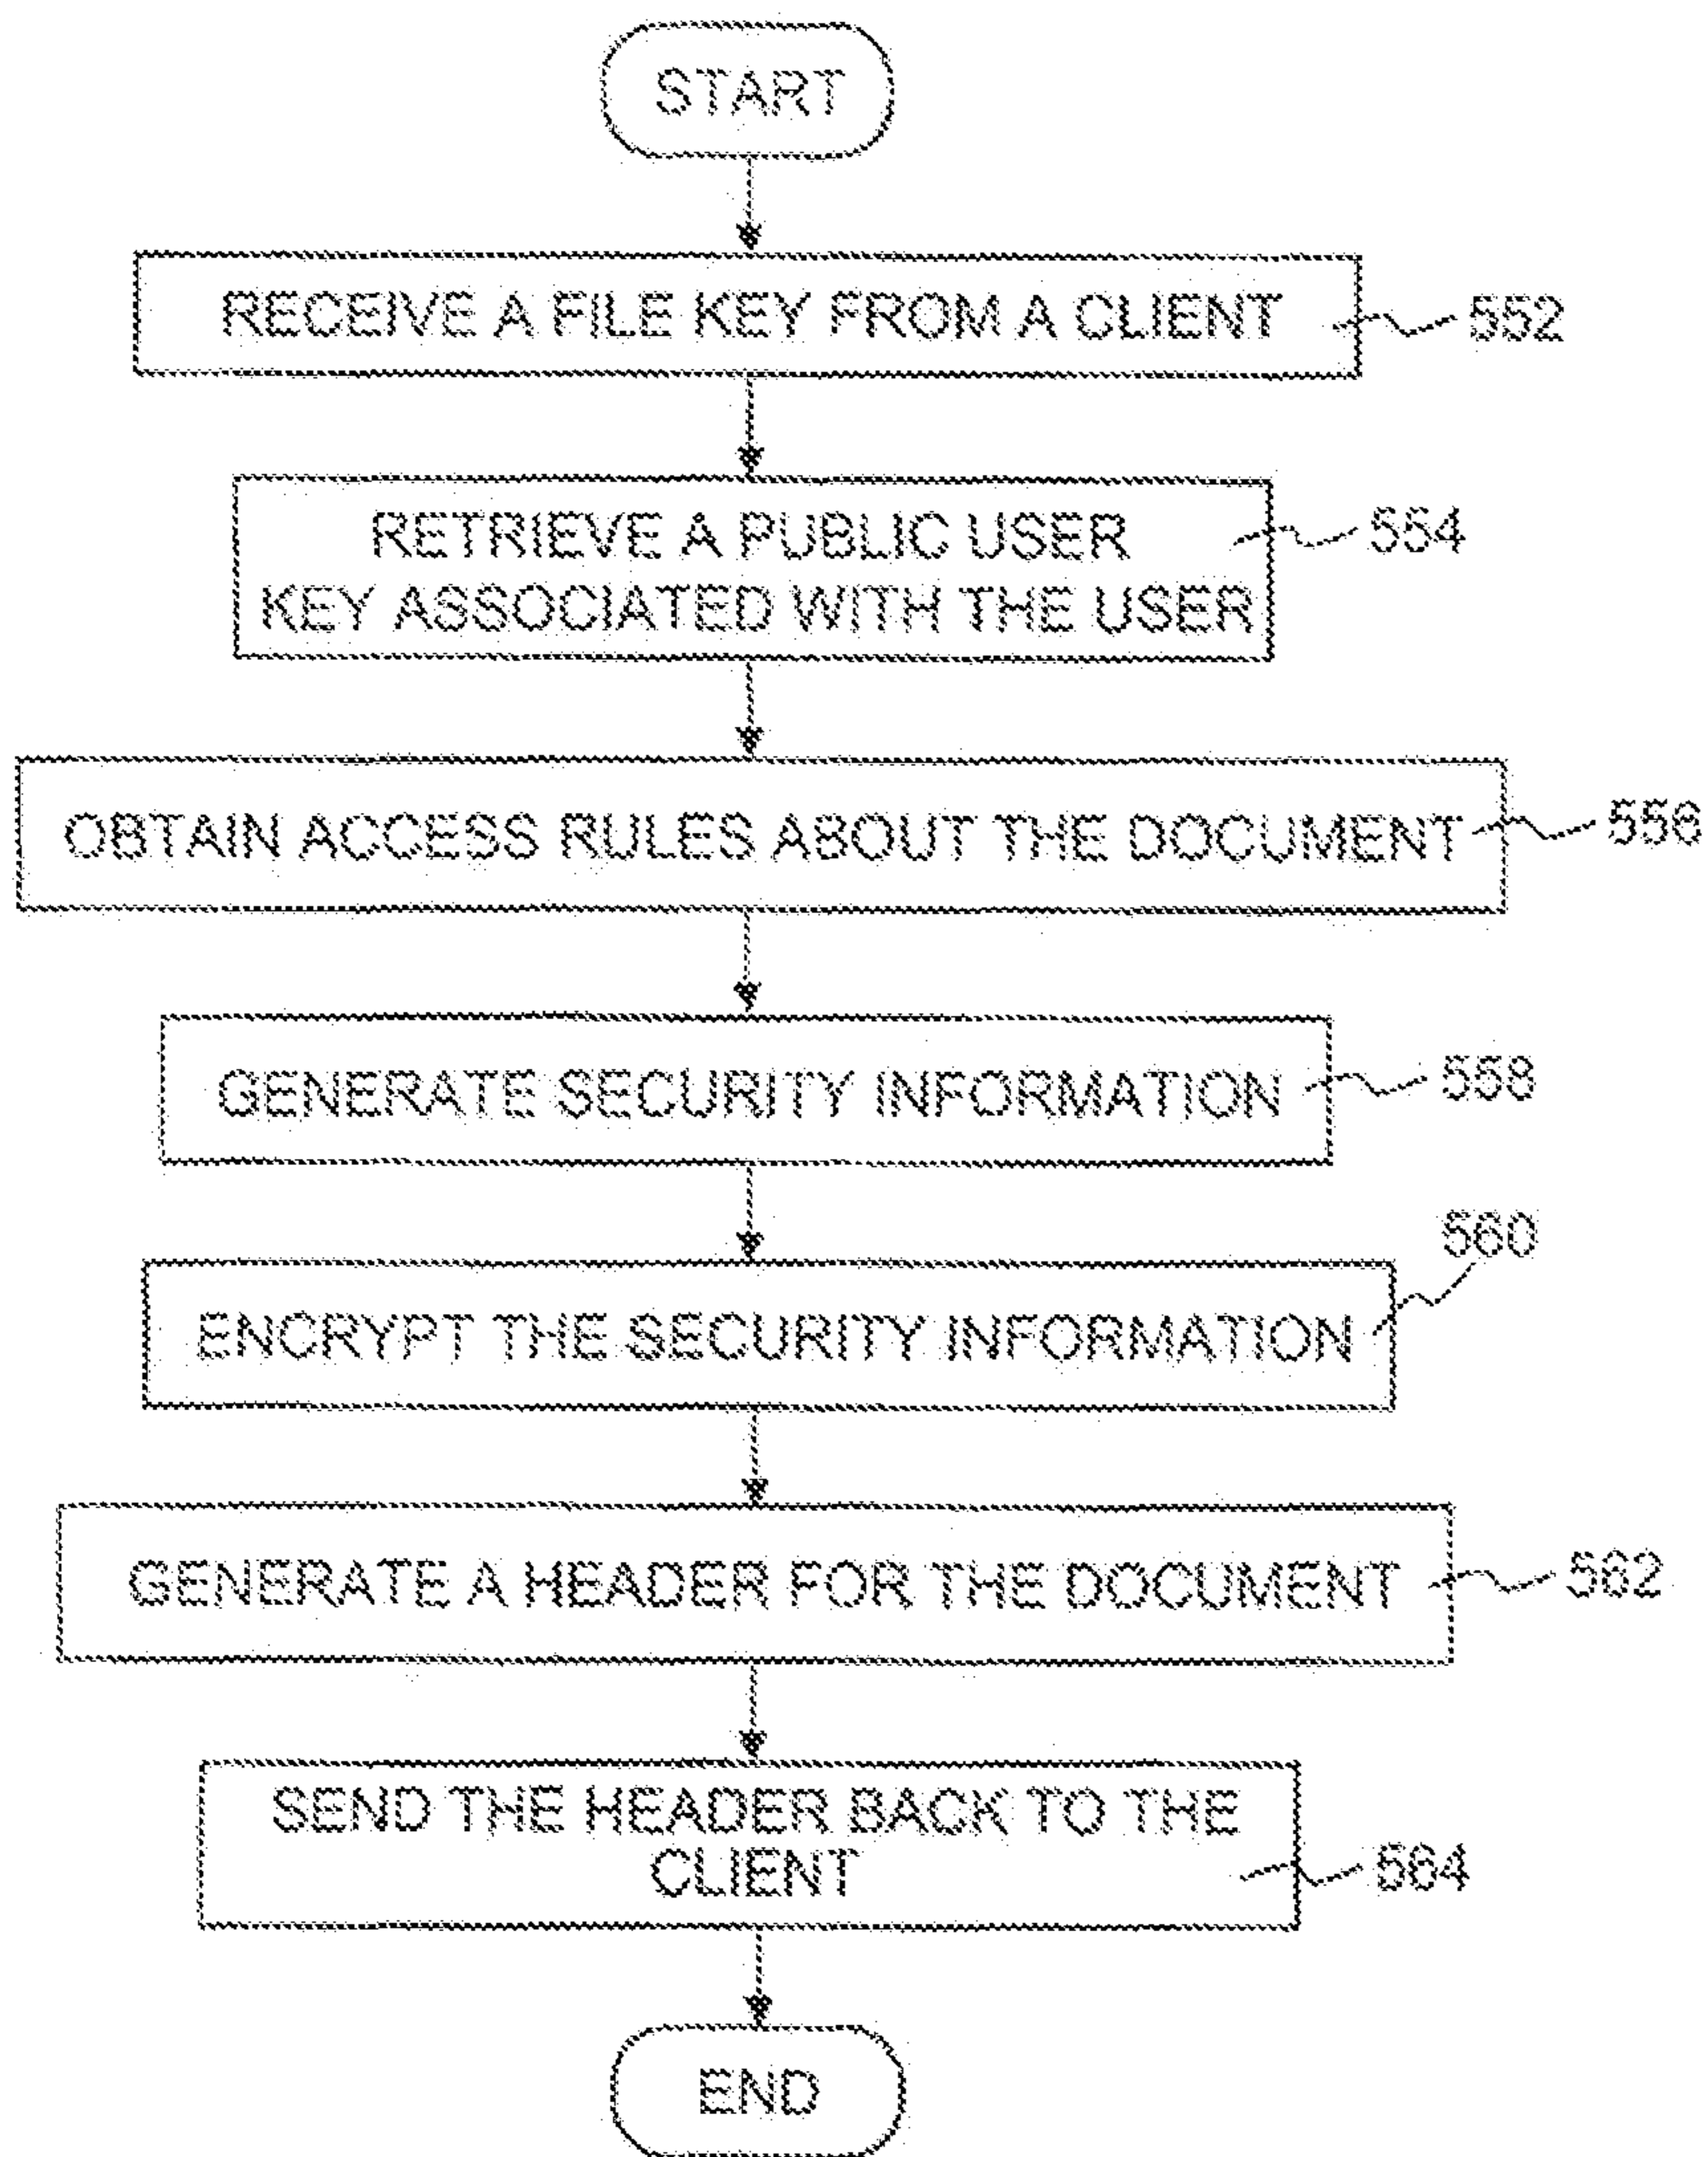 START
RECEIVE A FILE KEY FROM A CLIENT
552
RETRIEVE A PUBLIC USER
KEY ASSOCIATED WITH THE USER
554
OBTAIN ACCESS RULES ABOUT THE DOCUMENT
556
GENERATE SECURITY INFORMATION
558
ENCRYPT THE SECURITY INFORMATION
560
GENERATE A HEADER FOR THE DOCUMENT
562
SEND THE HEADER BACK TO THE
CLIENT
564
END